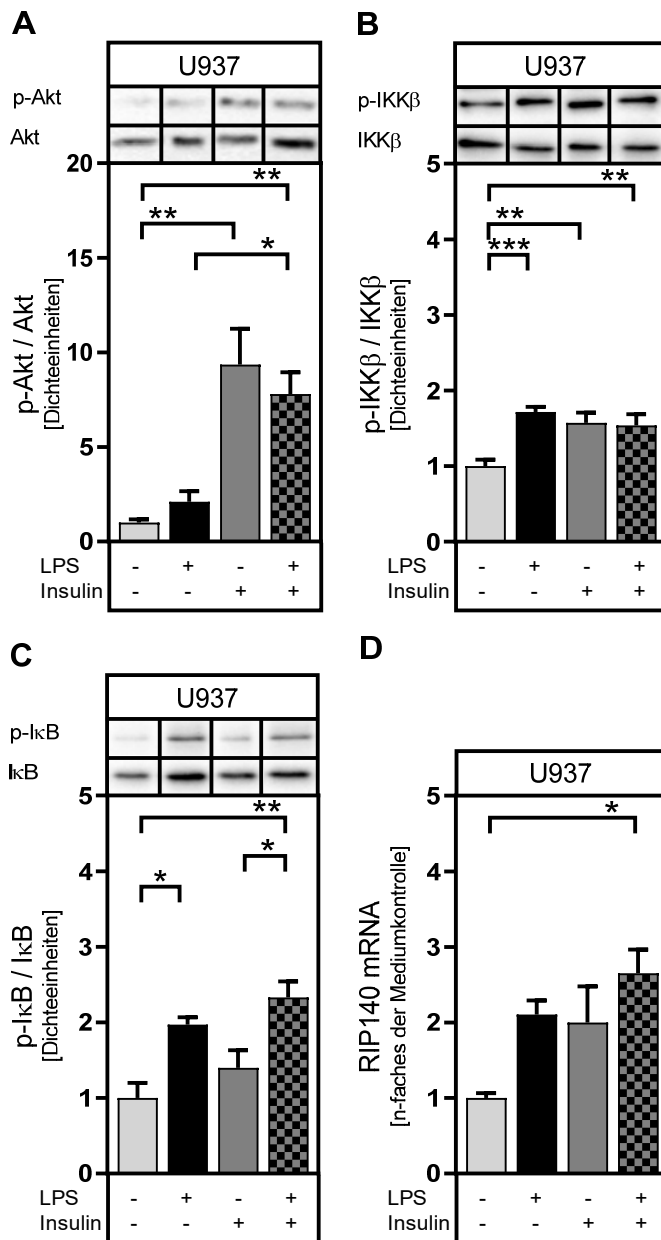 A
U937
p-Akt
Akt
20
15
10
5
0
p-Akt / Akt
[Dichteeinheiten]
**
**
*
LPS - + - +
Insulin - - + +
B
U937
p-IKKβ
IKKβ
5
4
3
2
1
0
p-IKKβ / IKKβ
[Dichteeinheiten]
**
**
***
LPS - + - +
Insulin - - + +
C
U937
p-IκB
IκB
5
4
3
2
1
0
p-IκB / IκB
[Dichteeinheiten]
**
*
*
LPS - + - +
Insulin - - + +
D
U937
5
4
3
2
1
0
RIP140 mRNA
[n-faches der Mediumkontrolle]
*
LPS - + - +
Insulin - - + +